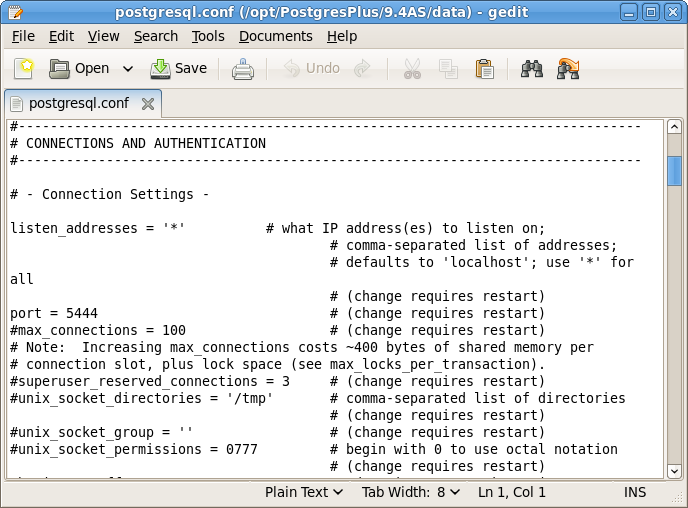 postgresql.conf (/opt/PostgresPlus/9.4AS/data) - gedit
File Edit View Search Tools Documents Help
Open Save Undo
postgresql.conf
#------------------------------------------------------------------------------
# CONNECTIONS AND AUTHENTICATION
#------------------------------------------------------------------------------
# - Connection Settings -
listen_addresses = '*'          # what IP address(es) to listen on;
                                        # comma-separated list of addresses;
                                        # defaults to 'localhost'; use '*' for
all
                                        # (change requires restart)
port = 5444                             # (change requires restart)
#max_connections = 100                  # (change requires restart)
# Note:  Increasing max_connections costs ~400 bytes of shared memory per
# connection slot, plus lock space (see max_locks_per_transaction).
#superuser_reserved_connections = 3     # (change requires restart)
#unix_socket_directories = '/tmp'       # comma-separated list of directories
                                        # (change requires restart)
#unix_socket_group = ''                 # (change requires restart)
#unix_socket_permissions = 0777         # begin with 0 to use octal notation
                                        # (change requires restart)
Plain Text Tab Width: 8 Ln 1, Col 1 INS